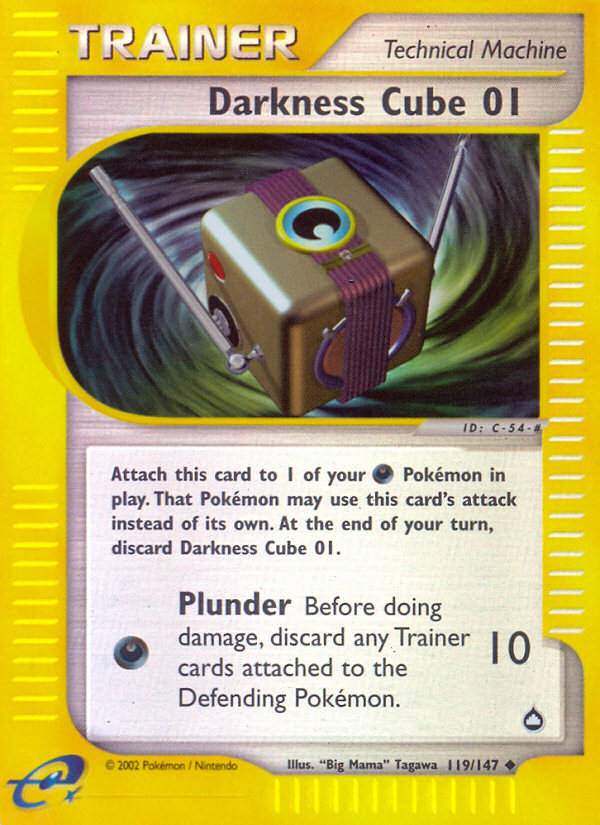 TRAINER
Technical Machine
Darkness Cube 01
ID: C-54-#
Attach this card to 1 of your Pokémon in
play. That Pokémon may use this card's attack
instead of its own. At the end of your turn,
discard Darkness Cube 01.
Plunder Before doing
damage, discard any Trainer
cards attached to the
Defending Pokémon.
10
© 2002 Pokémon / Nintendo
Illus. "Big Mama" Tagawa 119/147 ◆